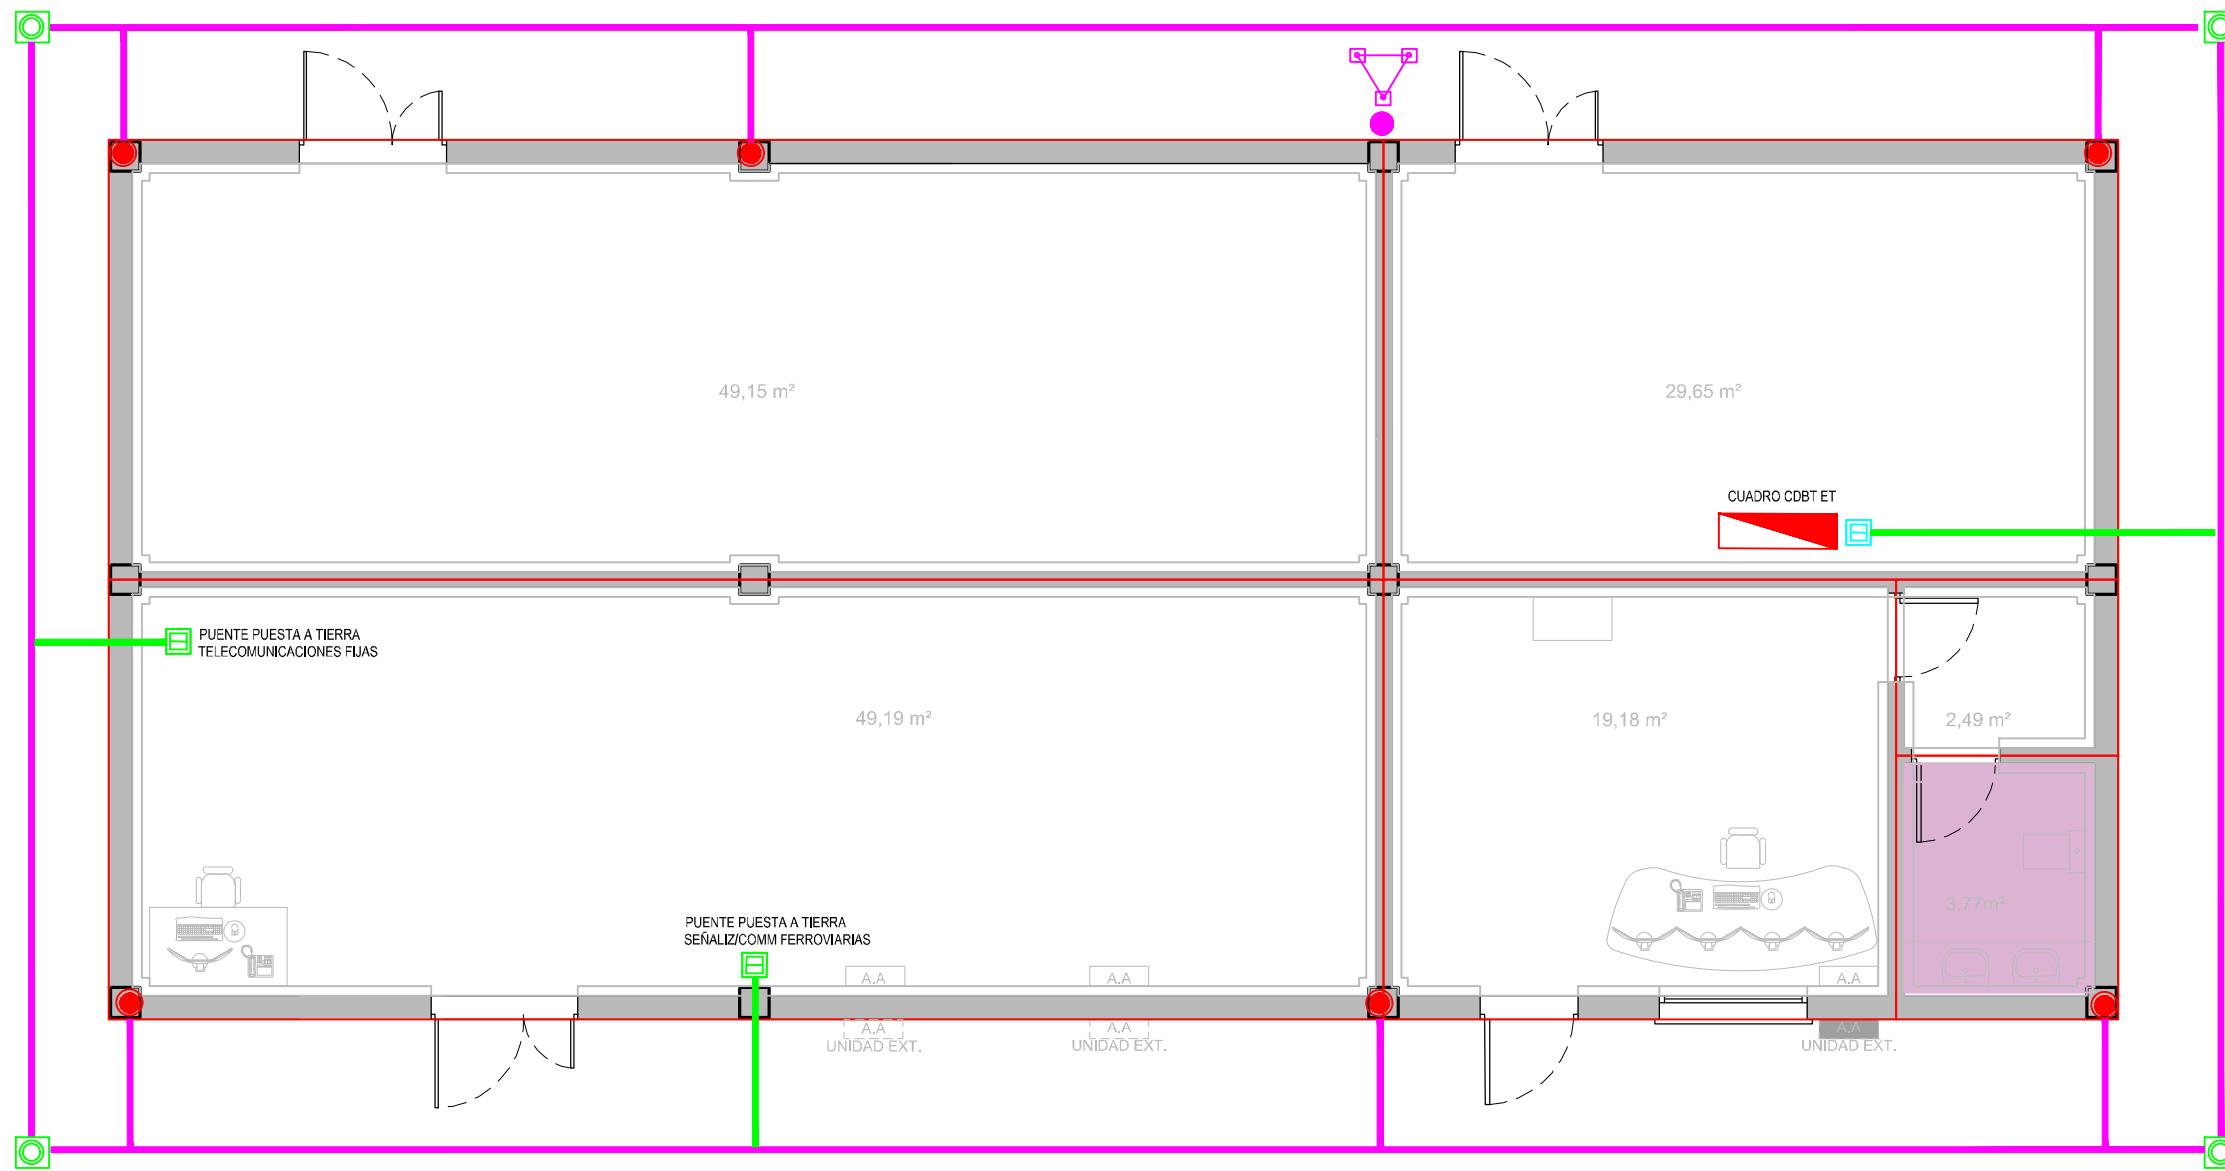 49,15 m²
29,65 m²
CUADRO CDBT ET
PUENTE PUESTA A TIERRA
TELECOMUNICACIONES FIJAS
49,19 m²
19,18 m²
2,49 m²
3,77m²
PUENTE PUESTA A TIERRA
SEÑALIZ/COMM FERROVIARIAS
A.A
A.A
A.A
A.A
A.A
A.A
UNIDAD EXT.
UNIDAD EXT.
UNIDAD EXT.